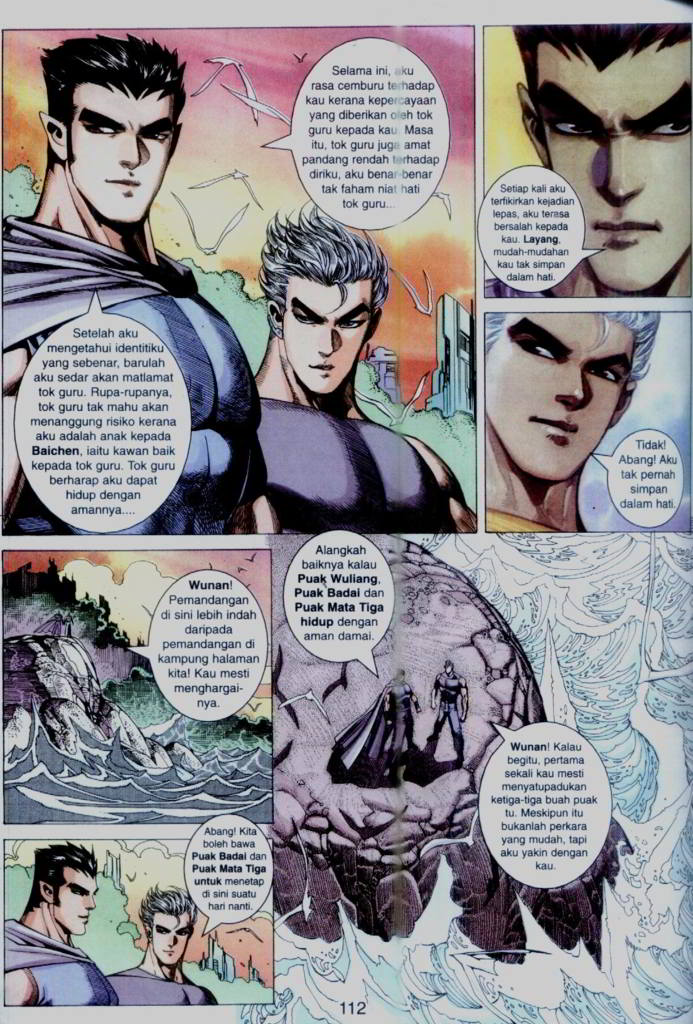 Selama ini, aku
rasa cemburu terhadap
kau kerana kepercayaan
yang diberikan oleh tok
guru kepada kau. Masa
itu, tok guru juga amat
pandang rendah terhadap
diriku, aku benar-benar
tak faham niat hati
tok guru...
Setelah aku
mengetahui identitiku
yang sebenar, barulah
aku sedar akan matlamat
tok guru. Rupa-rupanya,
tok guru tak mahu akan
menanggung risiko kerana
aku adalah anak kepada
Baichen, iaitu kawan baik
kepada tok guru. Tok guru
berharap aku dapat
hidup dengan
amannya....
Setiap kali aku
terfikirkan kejadian
lepas, aku terasa
bersalah kepada
kau. Layang,
mudah-mudahan
kau tak simpan
dalam hati.
Tidak!
Abang! Aku
tak pernah
simpan
dalam hati.
Wunan!
Pemandangan
di sini lebih indah
daripada
pemandangan di
kampung halaman
kita! Kau mesti
menghargai-
nya.
Alangkah
baiknya kalau
Puak Wuliang,
Puak Badai dan
Puak Mata Tiga
hidup dengan
aman damai.
Wunan! Kalau
begitu, pertama
sekali kau mesti
menyatupadukan
ketiga-tiga buah puak
tu. Meskipun itu
bukanlah perkara
yang mudah, tapi
aku yakin dengan
kau.
Abang! Kita
boleh bawa
Puak Badai dan
Puak Mata Tiga
untuk menetap
di sini suatu
hari nanti.
112